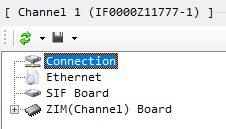 [ Channel 1 (IF0000Z11777-1) ]
Connection
Ethernet
SIF Board
ZIM(Channel) Board